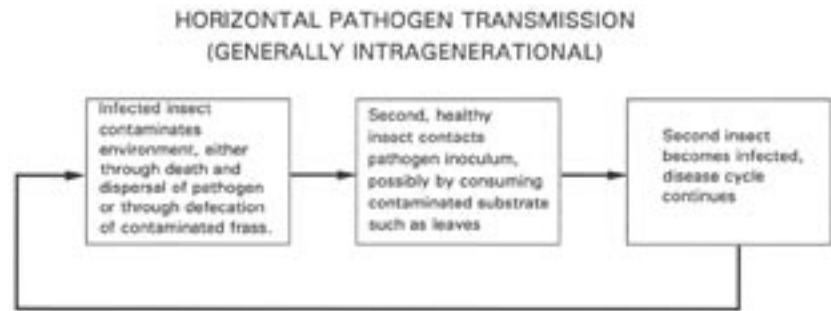 HORIZONTAL PATHOGEN TRANSMISSION
(GENERALLY INTRAGENERATIONAL)
Infected insect
contaminates
environment, either
through death and
dispersal of pathogen
or through defecation
of contaminated frass.
Second, healthy
insect contacts
pathogen inoculum,
possibly by consuming
contaminated substrate
such as leaves
Second insect
becomes infected,
disease cycle
continues